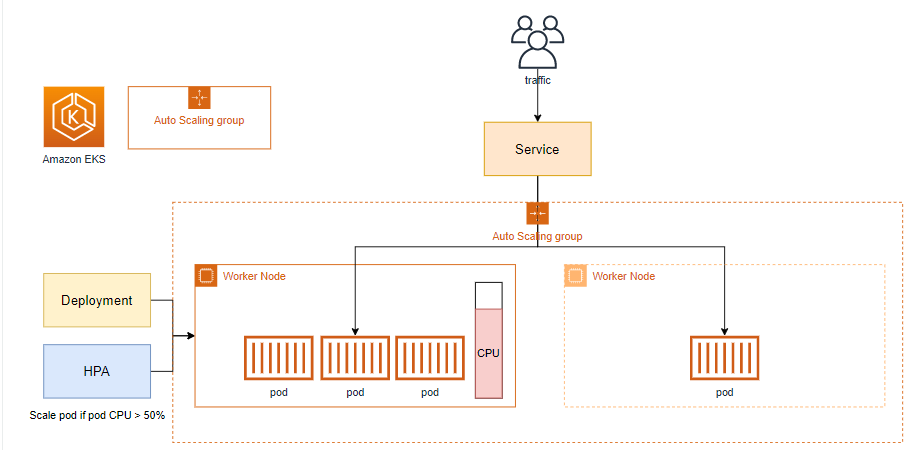 traffic
Amazon EKS
Auto Scaling group
Service
Auto Scaling group
Worker Node
Worker Node
Deployment
HPA
CPU
pod
pod
pod
pod
Scale pod if pod CPU > 50%